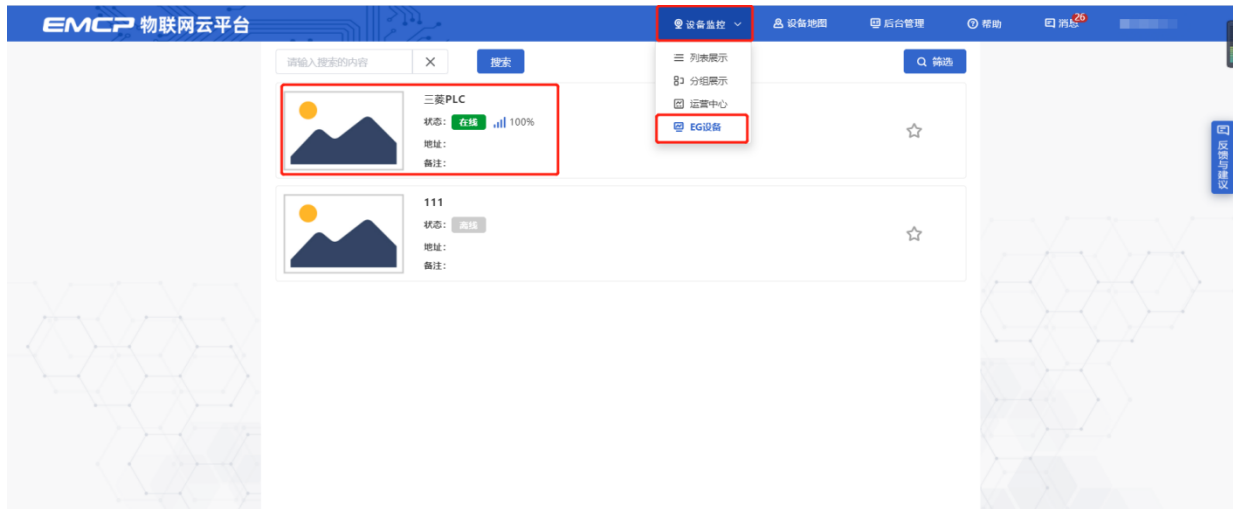 EMCP 物联网云平台
设备监控 设备地图 后台管理 帮助 消息 26
列表展示
分组展示
运营中心
EG设备
请输入搜索的内容 搜索 筛选
三菱PLC
状态： 在线 100%
地址：
备注：
111
状态： 离线
地址：
备注：
反馈与建议